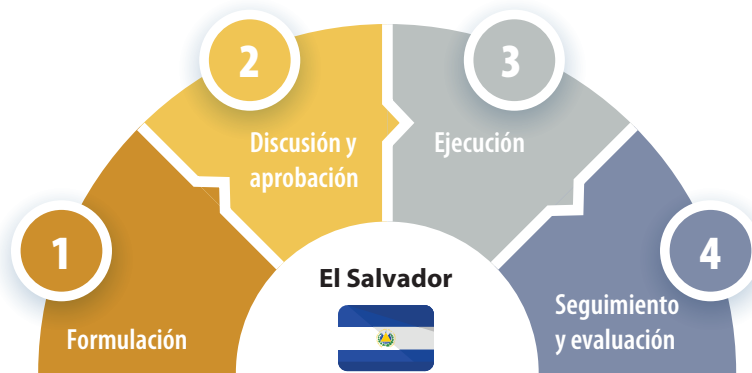 1
Formulación
2
Discusión y
aprobación
3
Ejecución
4
Seguimiento
y evaluación
El Salvador